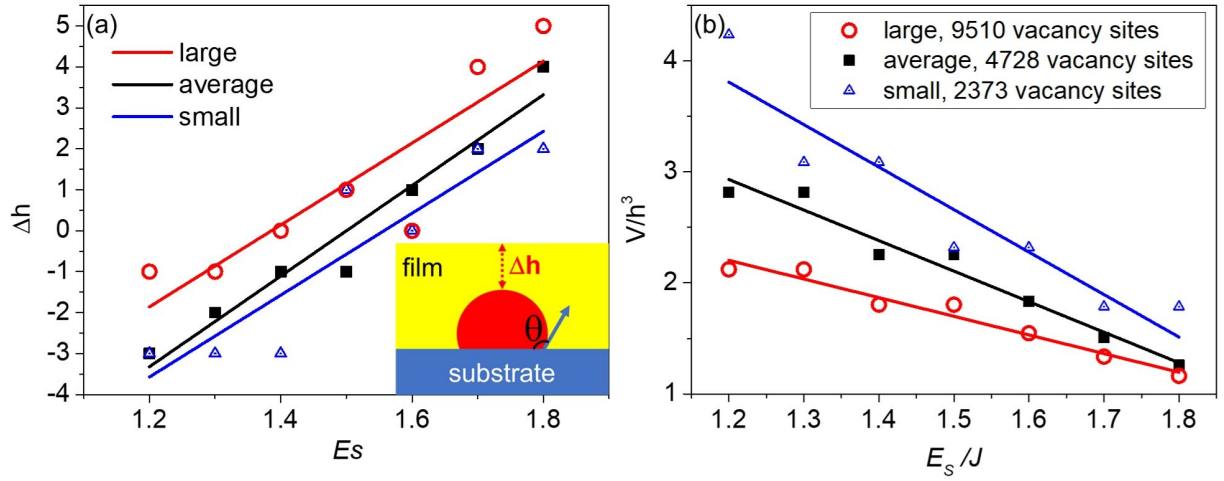 (a)
large
average
small
5
4
3
2
1
0
-1
-2
-3
-4
Δh
1.2 1.4 1.6 1.8
Es
film
Δh
θ
substrate
(b)
large, 9510 vacancy sites
average, 4728 vacancy sites
small, 2373 vacancy sites
4
3
2
1
V/h³
1.2 1.3 1.4 1.5 1.6 1.7 1.8
E_S /J